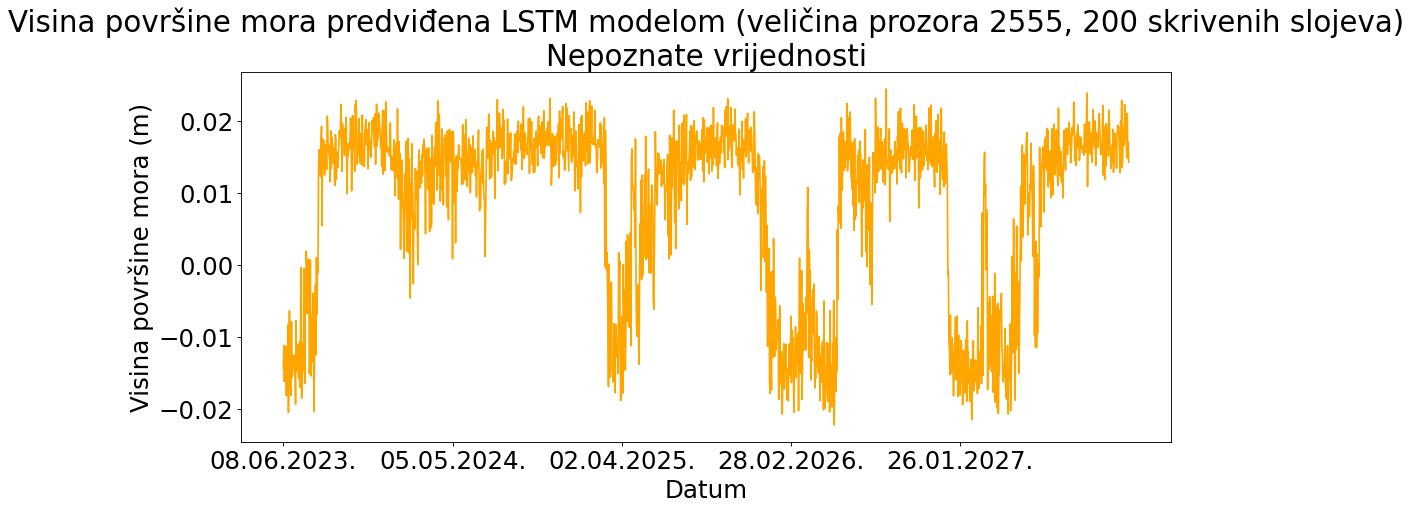 Visina površine mora predviđena LSTM modelom (veličina prozora 2555, 200 skrivenih slojeva)
Nepoznate vrijednosti
Visina površine mora (m)
0.02
0.01
0.00
−0.01
−0.02
08.06.2023. 05.05.2024. 02.04.2025. 28.02.2026. 26.01.2027.
Datum